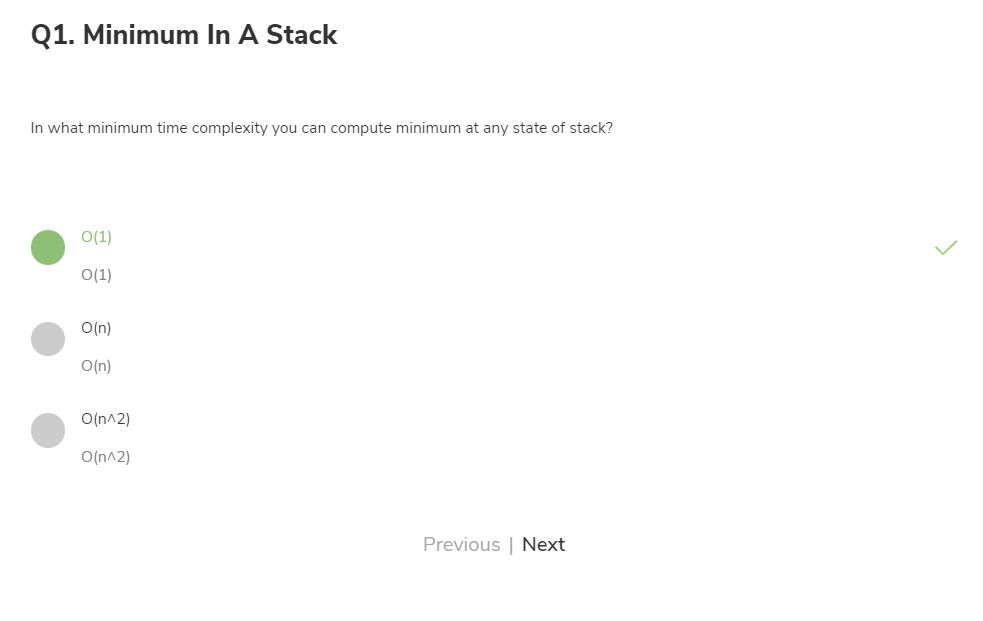 Q1. Minimum In A Stack
In what minimum time complexity you can compute minimum at any state of stack?
O(1)
O(1)
O(n)
O(n)
O(n^2)
O(n^2)
Previous | Next